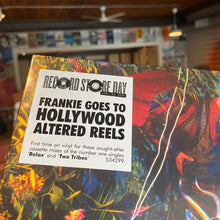 RECORD STORE DAY
FRANKIE GOES TO
HOLLYWOOD
ALTERED REELS
First time on vinyl for these sought-after
cassette mixes of the number one singles
'Relax' and 'Two Tribes'
534299